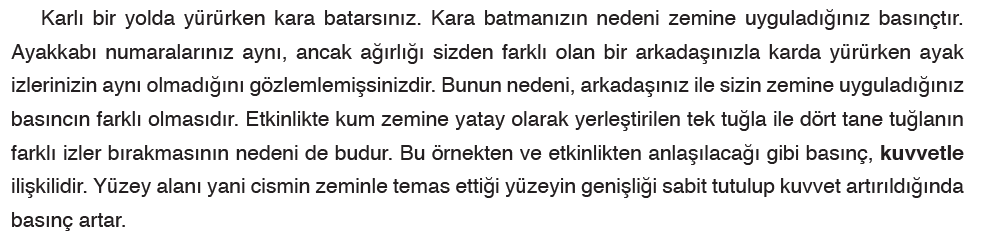 Karlı bir yolda yürürken kara batarsınız. Kara batmanızın nedeni zemine uyguladığınız basınçtır.
Ayakkabı numaralarınız aynı, ancak ağırlığı sizden farklı olan bir arkadaşınızla karda yürürken ayak
izlerinizin aynı olmadığını gözlemlemişsinizdir. Bunun nedeni, arkadaşınız ile sizin zemine uyguladığınız
basıncın farklı olmasıdır. Etkinlikte kum zemine yatay olarak yerleştirilen tek tuğla ile dört tane tuğlanın
farklı izler bırakmasının nedeni de budur. Bu örnekten ve etkinlikten anlaşılacağı gibi basınç, kuvvetle
ilişkilidir. Yüzey alanı yani cismin zeminle temas ettiği yüzeyin genişliği sabit tutulup kuvvet artırıldığında
basınç artar.